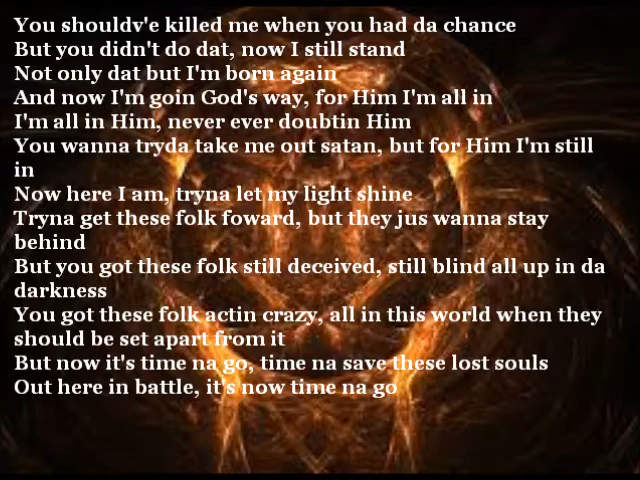 You shouldv'e killed me when you had da chance
But you didn't do dat, now I still stand
Not only dat but I'm born again
And now I'm goin God's way, for Him I'm all in
I'm all in Him, never ever doubtin Him
You wanna tryda take me out satan, but for Him I'm still
in
Now here I am, tryna let my light shine
Tryna get these folk foward, but they jus wanna stay
behind
But you got these folk still deceived, still blind all up in da
darkness
You got these folk actin crazy, all in this world when they
should be set apart from it
But now it's time na go, time na save these lost souls
Out here in battle, it's now time na go